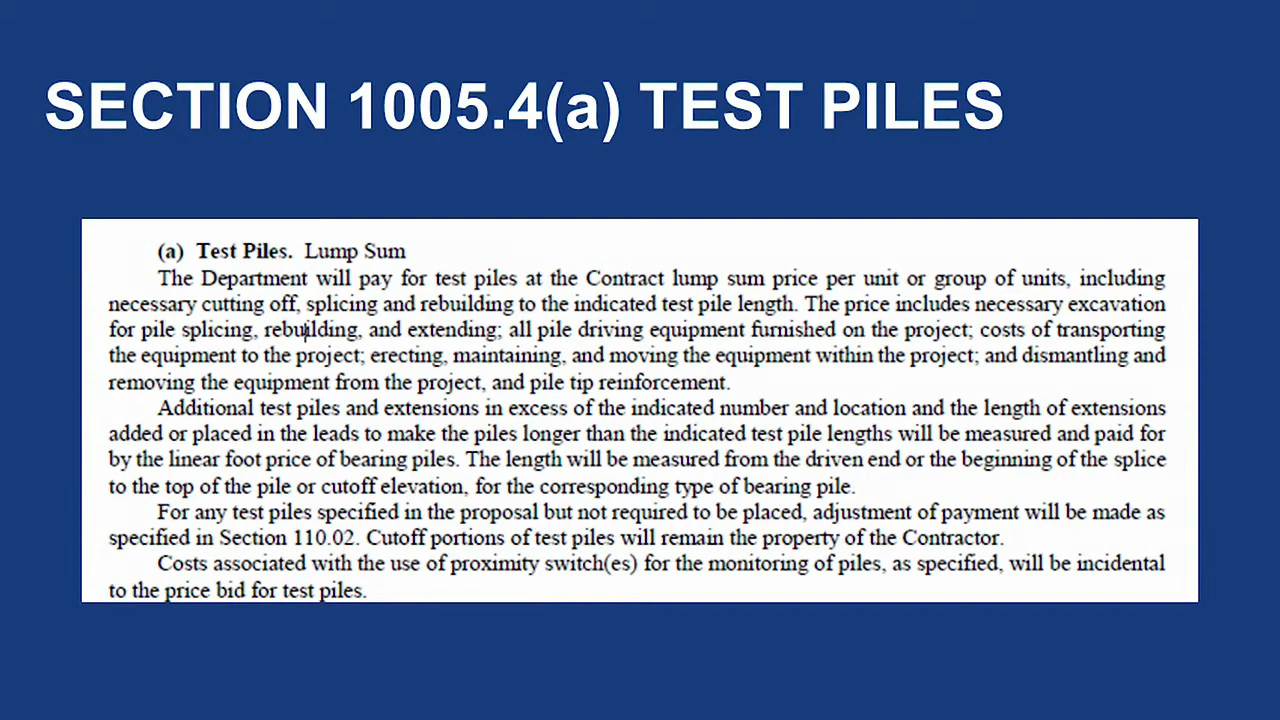 SECTION 1005.4(a) TEST PILES
(a) Test Piles. Lump Sum
The Department will pay for test piles at the Contract lump sum price per unit or group of units, including
necessary cutting off, splicing and rebuilding to the indicated test pile length. The price includes necessary excavation
for pile splicing, rebuilding, and extending; all pile driving equipment furnished on the project; costs of transporting
the equipment to the project; erecting, maintaining, and moving the equipment within the project; and dismantling and
removing the equipment from the project, and pile tip reinforcement.
Additional test piles and extensions in excess of the indicated number and location and the length of extensions
added or placed in the leads to make the piles longer than the indicated test pile lengths will be measured and paid for
by the linear foot price of bearing piles. The length will be measured from the driven end or the beginning of the splice
to the top of the pile or cutoff elevation, for the corresponding type of bearing pile.
For any test piles specified in the proposal but not required to be placed, adjustment of payment will be made as
specified in Section 110.02. Cutoff portions of test piles will remain the property of the Contractor.
Costs associated with the use of proximity switch(es) for the monitoring of piles, as specified, will be incidental
to the price bid for test piles.